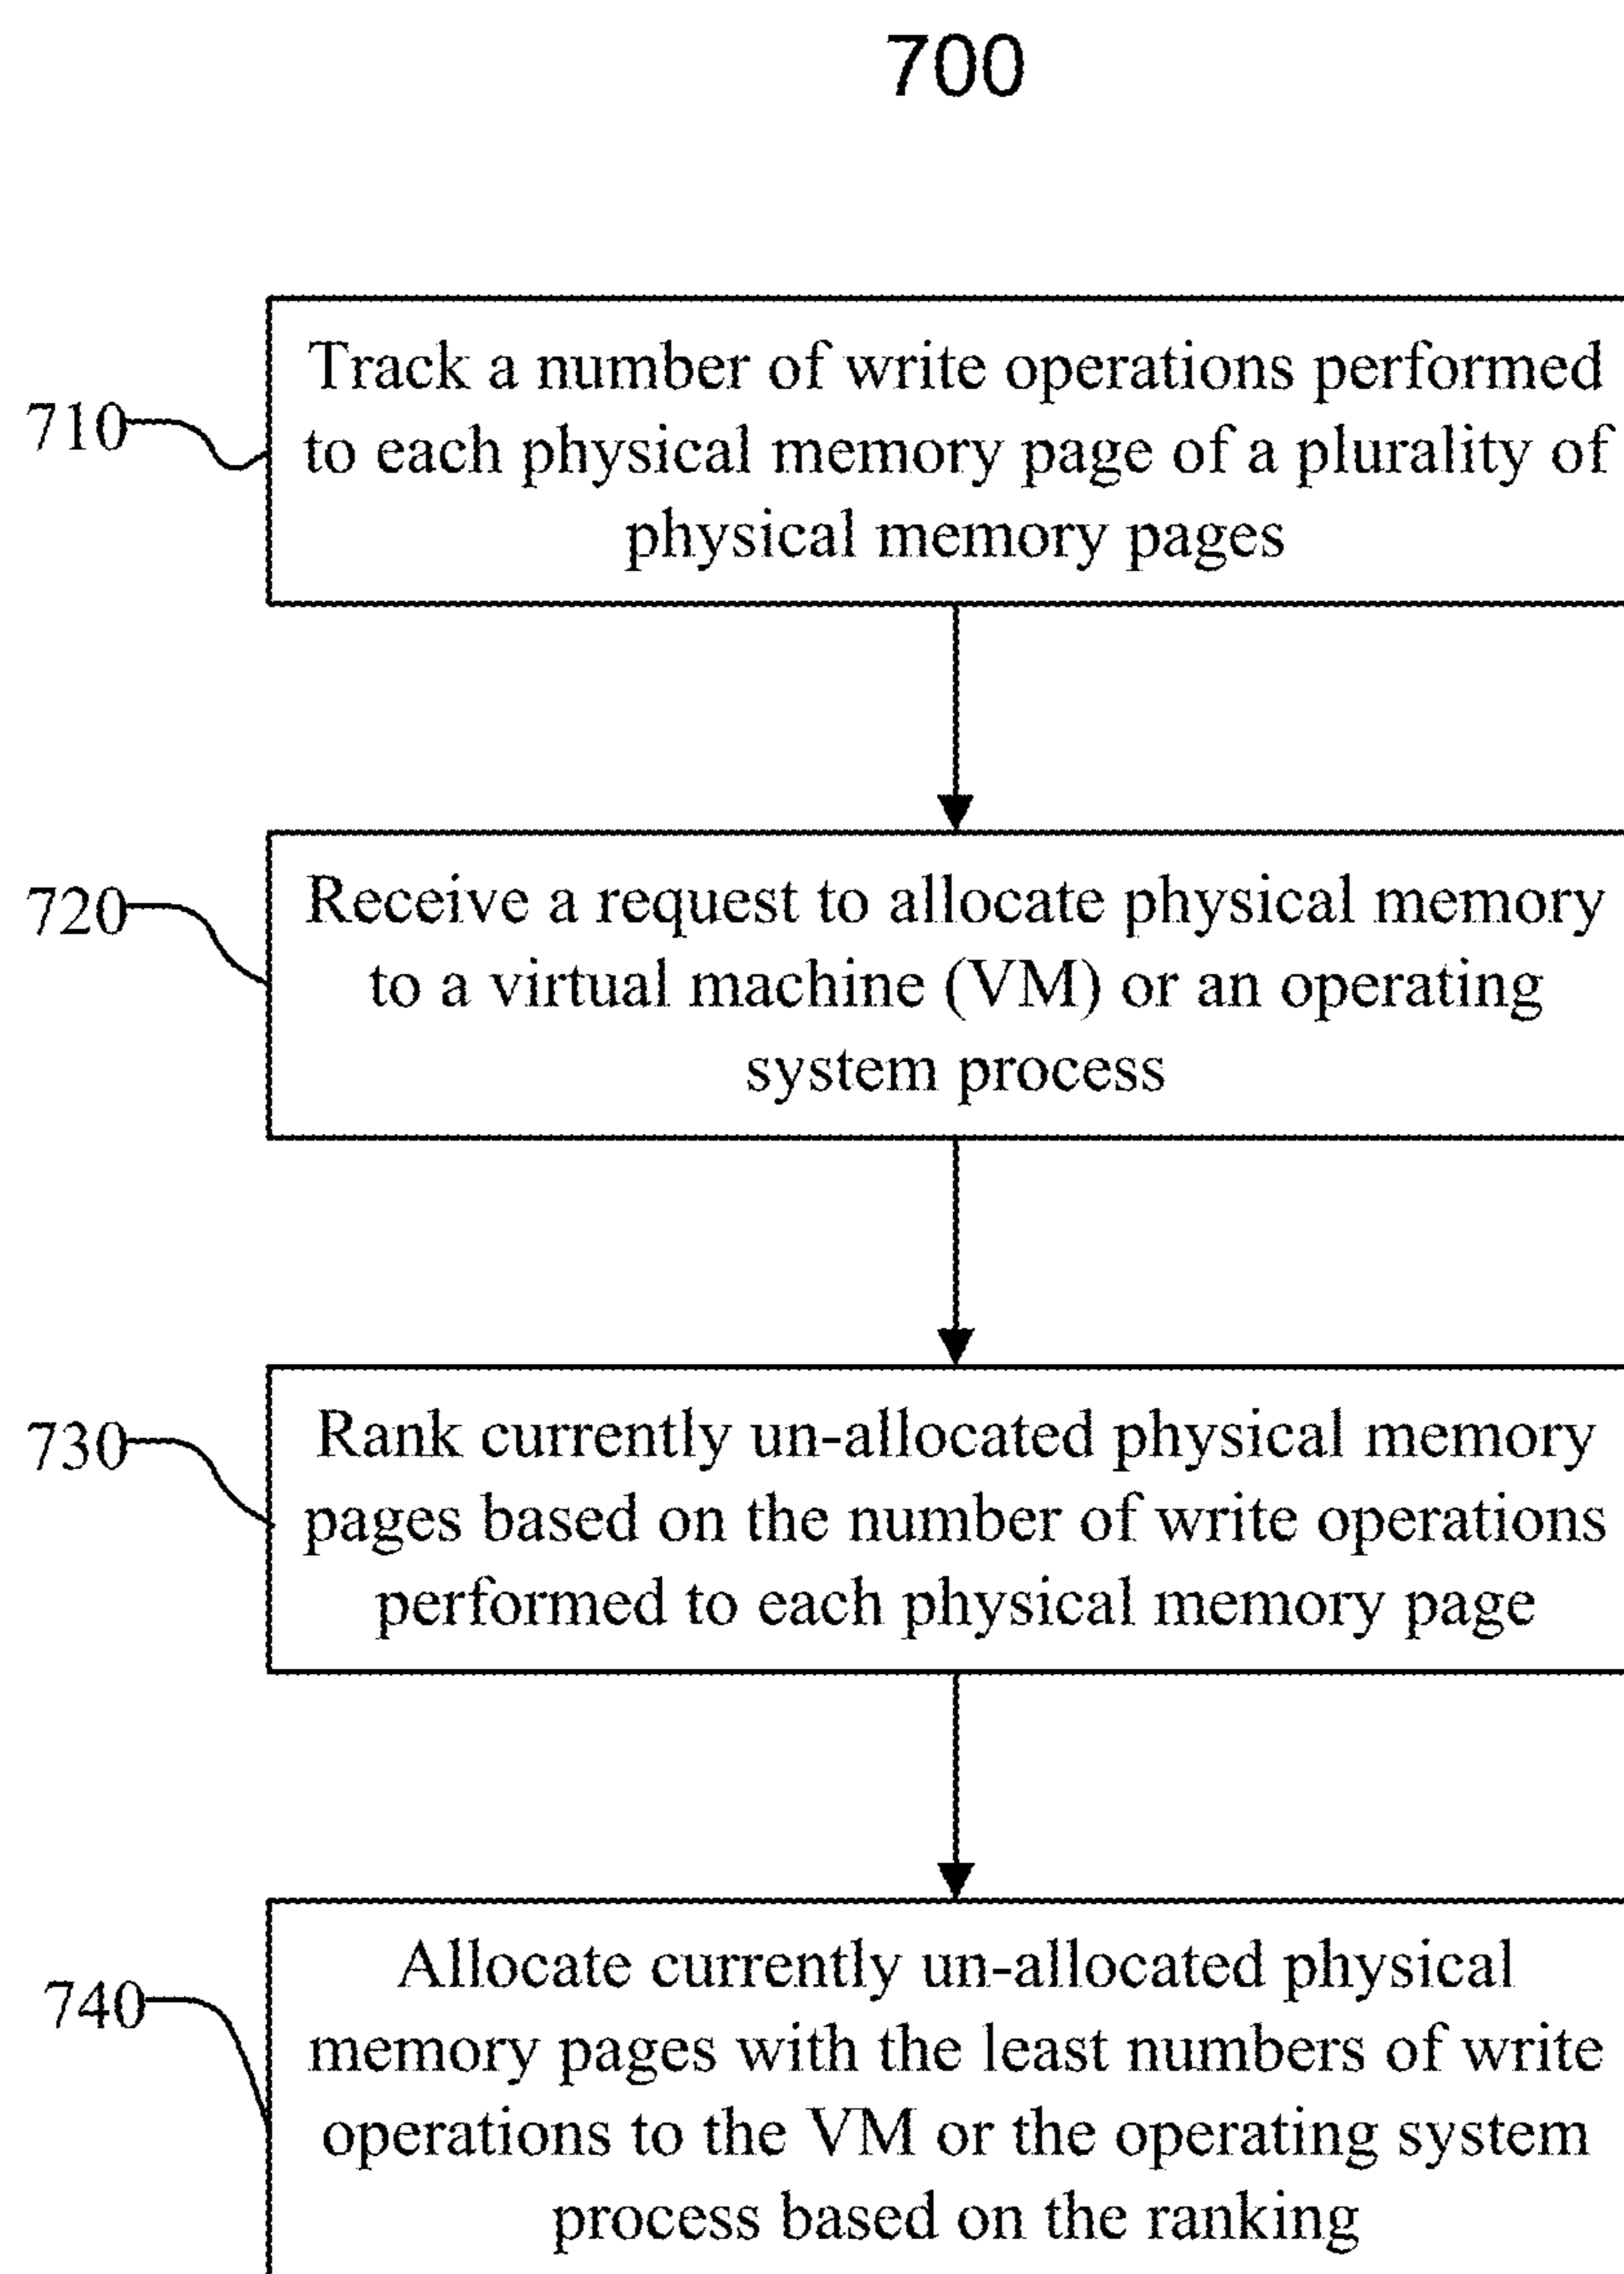 700
710
Track a number of write operations performed
to each physical memory page of a plurality of
physical memory pages
720
Receive a request to allocate physical memory
to a virtual machine (VM) or an operating
system process
730
Rank currently un-allocated physical memory
pages based on the number of write operations
performed to each physical memory page
740
Allocate currently un-allocated physical
memory pages with the least numbers of write
operations to the VM or the operating system
process based on the ranking